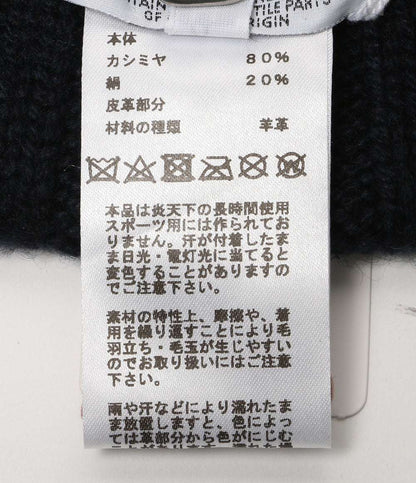 TILE PARTS
OF
ORIGIN
本体
カシミヤ 80%
絹 20%
皮革部分
材料の種類 羊革
本品は炎天下の長時間使用
スポーツ用には作られてお
りません。汗が付着したま
ま日光・電灯光に当てると
変色することがありますの
でご注意下さい。
素材の特性上、摩擦や、着
用を繰り返すことにより毛
羽立ち・毛玉が生じやすい
のでお取り扱いにはご注意
下さい。
雨や汗などにより濡れたま
ま放置しますと、色によっ
ては革部分から色がにじむ